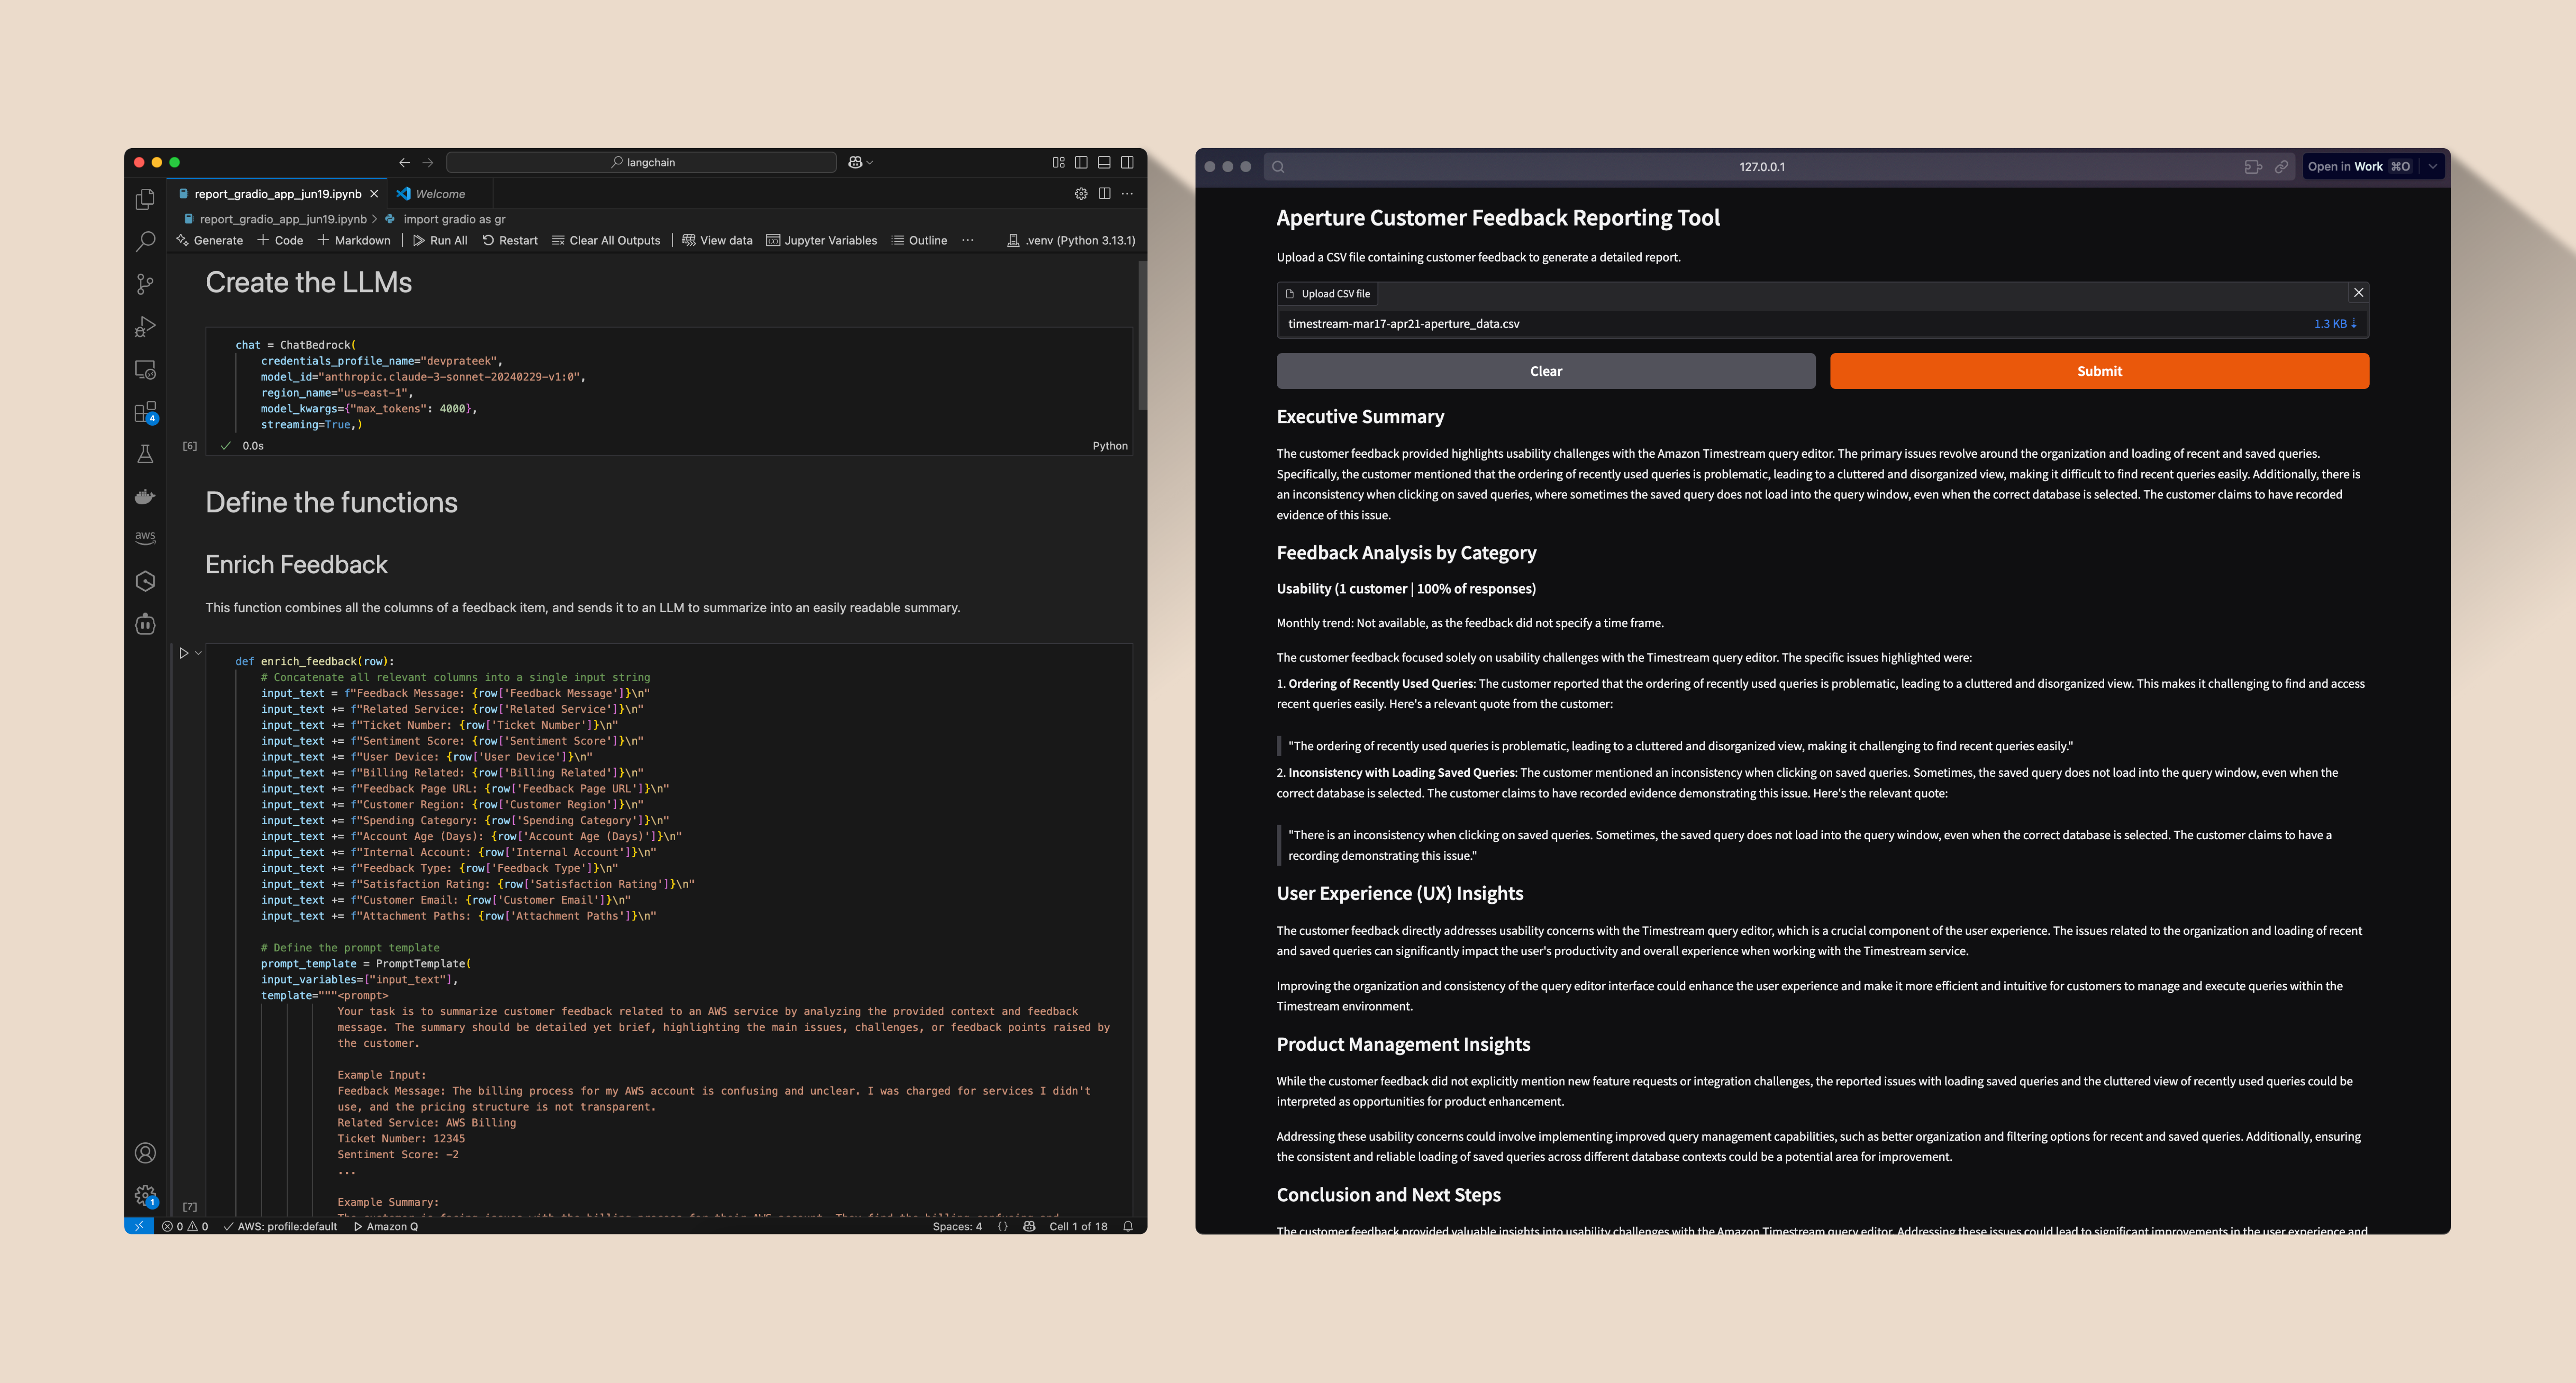 langchain
report_gradio_app_jun19.ipynb
Welcome
report_gradio_app_jun19.ipynb > import gradio as gr
Generate + Code + Markdown | Run All Restart Clear All Outputs | View data Jupyter Variables Outline ... .venv (Python 3.13.1)
Create the LLMs
chat = ChatBedrock(
credentials_profile_name="devprateek",
model_id="anthropic.claude-3-sonnet-20240229-v1:0",
region_name="us-east-1",
model_kwargs={"max_tokens": 4000},
streaming=True,)
[6] ✓ 0.0s Python
Define the functions
Enrich Feedback
This function combines all the columns of a feedback item, and sends it to an LLM to summarize into an easily readable summary.
def enrich_feedback(row):
# Concatenate all relevant columns into a single input string
input_text = f"Feedback Message: {row['Feedback Message']}\n"
input_text += f"Related Service: {row['Related Service']}\n"
input_text += f"Ticket Number: {row['Ticket Number']}\n"
input_text += f"Sentiment Score: {row['Sentiment Score']}\n"
input_text += f"User Device: {row['User Device']}\n"
input_text += f"Billing Related: {row['Billing Related']}\n"
input_text += f"Feedback Page URL: {row['Feedback Page URL']}\n"
input_text += f"Customer Region: {row['Customer Region']}\n"
input_text += f"Spending Category: {row['Spending Category']}\n"
input_text += f"Account Age (Days): {row['Account Age (Days)']}\n"
input_text += f"Internal Account: {row['Internal Account']}\n"
input_text += f"Feedback Type: {row['Feedback Type']}\n"
input_text += f"Satisfaction Rating: {row['Satisfaction Rating']}\n"
input_text += f"Customer Email: {row['Customer Email']}\n"
input_text += f"Attachment Paths: {row['Attachment Paths']}\n"
# Define the prompt template
prompt_template = PromptTemplate(
input_variables=["input_text"],
template="""<prompt>
Your task is to summarize customer feedback related to an AWS service by analyzing the provided context and feedback
message. The summary should be detailed yet brief, highlighting the main issues, challenges, or feedback points raised by
the customer.
Example Input:
Feedback Message: The billing process for my AWS account is confusing and unclear. I was charged for services I didn't
use, and the pricing structure is not transparent.
Related Service: AWS Billing
Ticket Number: 12345
Sentiment Score: -2
...
Example Summary:
[7]
4
aws
1
0 0 ✓ AWS: profile:default Amazon Q Spaces: 4 {} Cell 1 of 18
127.0.0.1
Open in Work ⌘O
Aperture Customer Feedback Reporting Tool
Upload a CSV file containing customer feedback to generate a detailed report.
Upload CSV file
timestream-mar17-apr21-aperture_data.csv 1.3 KB ↓
Clear Submit
Executive Summary
The customer feedback provided highlights usability challenges with the Amazon Timestream query editor. The primary issues revolve around the organization and loading of recent and saved queries.
Specifically, the customer mentioned that the ordering of recently used queries is problematic, leading to a cluttered and disorganized view, making it difficult to find recent queries easily. Additionally, there is
an inconsistency when clicking on saved queries, where sometimes the saved query does not load into the query window, even when the correct database is selected. The customer claims to have recorded
evidence of this issue.
Feedback Analysis by Category
Usability (1 customer | 100% of responses)
Monthly trend: Not available, as the feedback did not specify a time frame.
The customer feedback focused solely on usability challenges with the Timestream query editor. The specific issues highlighted were:
1. Ordering of Recently Used Queries: The customer reported that the ordering of recently used queries is problematic, leading to a cluttered and disorganized view. This makes it challenging to find and access
recent queries easily. Here's a relevant quote from the customer:
"The ordering of recently used queries is problematic, leading to a cluttered and disorganized view, making it challenging to find recent queries easily."
2. Inconsistency with Loading Saved Queries: The customer mentioned an inconsistency when clicking on saved queries. Sometimes, the saved query does not load into the query window, even when the
correct database is selected. The customer claims to have recorded evidence demonstrating this issue. Here's the relevant quote:
"There is an inconsistency when clicking on saved queries. Sometimes, the saved query does not load into the query window, even when the correct database is selected. The customer claims to have a
recording demonstrating this issue."
User Experience (UX) Insights
The customer feedback directly addresses usability concerns with the Timestream query editor, which is a crucial component of the user experience. The issues related to the organization and loading of recent
and saved queries can significantly impact the user's productivity and overall experience when working with the Timestream service.
Improving the organization and consistency of the query editor interface could enhance the user experience and make it more efficient and intuitive for customers to manage and execute queries within the
Timestream environment.
Product Management Insights
While the customer feedback did not explicitly mention new feature requests or integration challenges, the reported issues with loading saved queries and the cluttered view of recently used queries could be
interpreted as opportunities for product enhancement.
Addressing these usability concerns could involve implementing improved query management capabilities, such as better organization and filtering options for recent and saved queries. Additionally, ensuring
the consistent and reliable loading of saved queries across different database contexts could be a potential area for improvement.
Conclusion and Next Steps
The customer feedback provided valuable insights into usability challenges with the Amazon Timestream query editor. Addressing these issues could lead to significant improvements in the user experience and